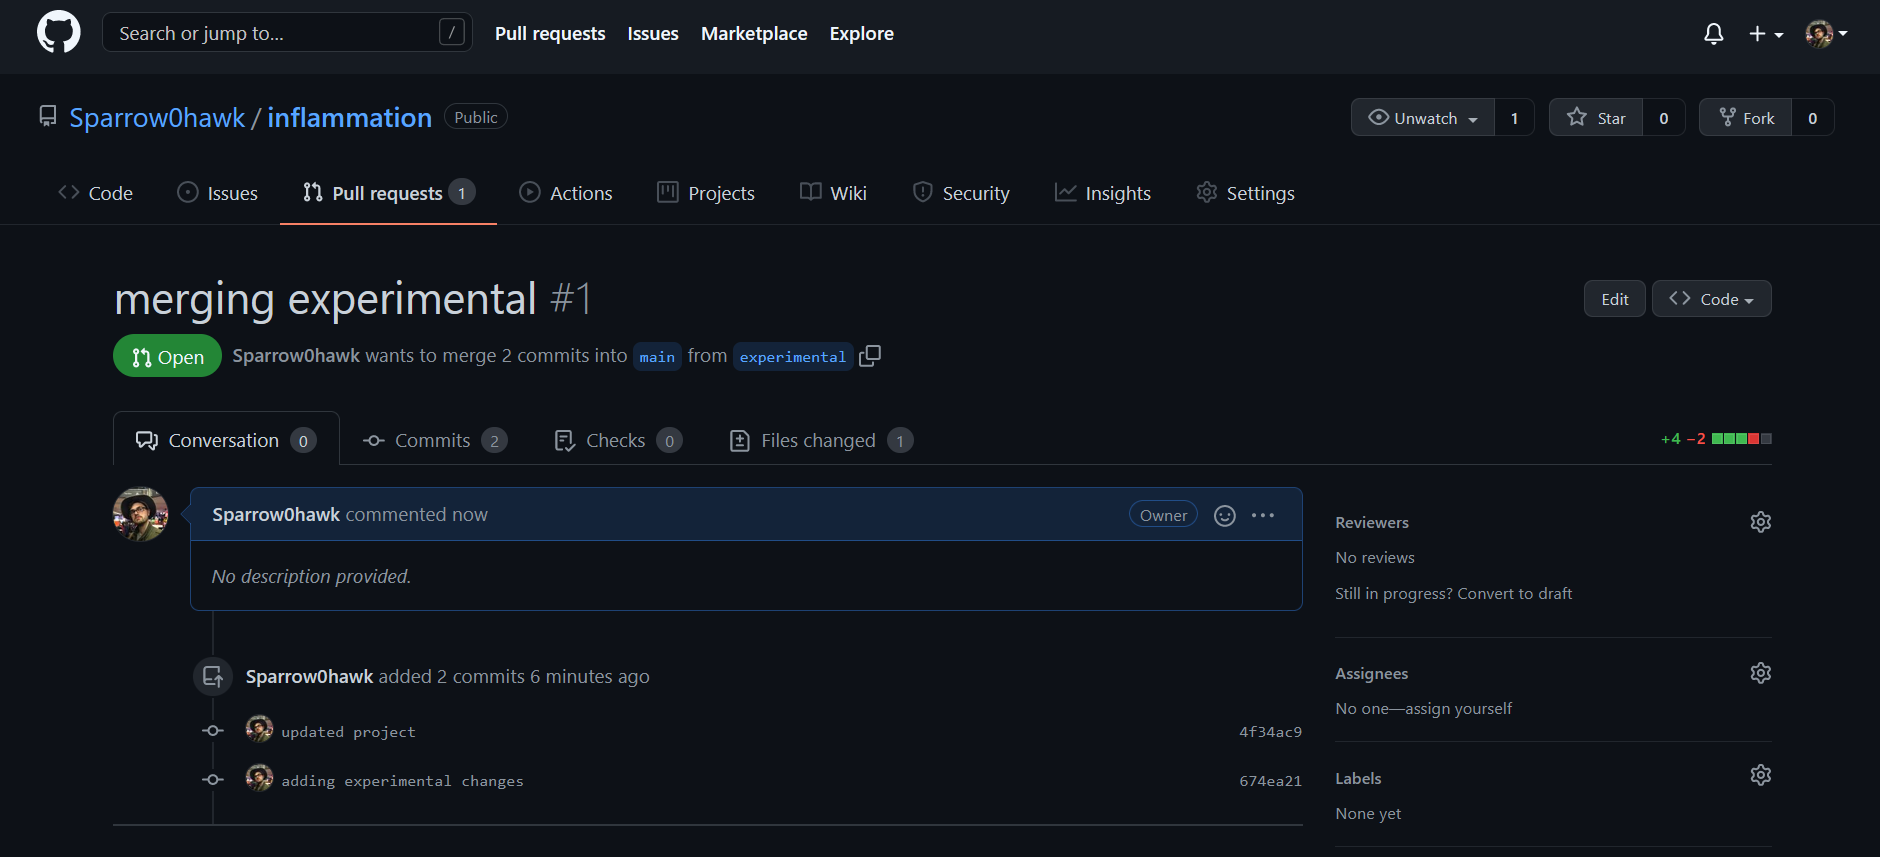 Search or jump to... / Pull requests Issues Marketplace Explore
Sparrow0hawk / inflammation Public Unwatch 1 Star 0 Fork 0
Code Issues Pull requests 1 Actions Projects Wiki Security Insights Settings
merging experimental #1 Edit Code
Open Sparrow0hawk wants to merge 2 commits into main from experimental
Conversation 0 Commits 2 Checks 0 Files changed 1 +4 −2
Sparrow0hawk commented now Owner
No description provided.
Sparrow0hawk added 2 commits 6 minutes ago
updated project 4f34ac9
adding experimental changes 674ea21
Reviewers
No reviews
Still in progress? Convert to draft
Assignees
No one—assign yourself
Labels
None yet